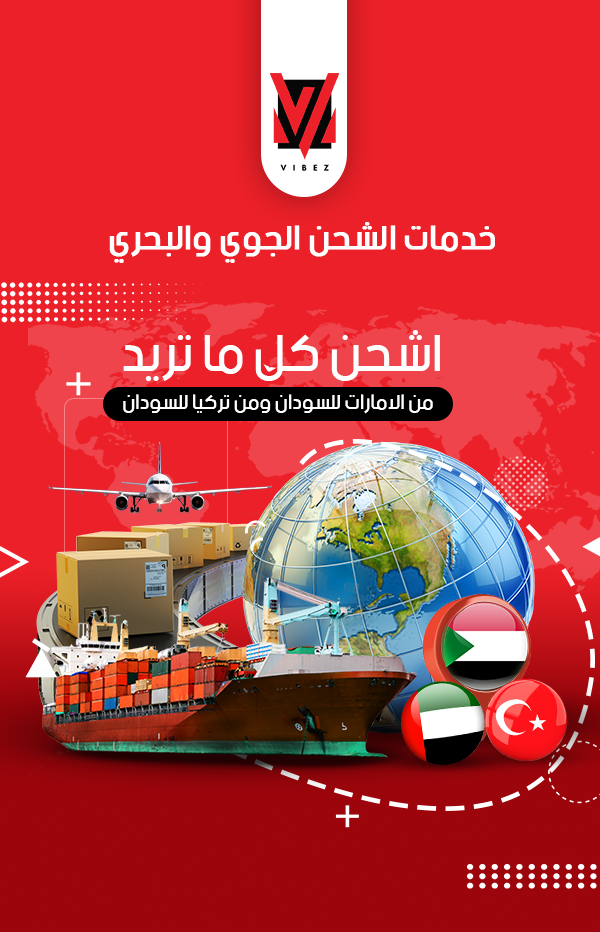 VIBEZ
خدمات الشحن الجوي والبحري
اشحن كل ما تريد
من الامارات للسودان ومن تركيا للسودان